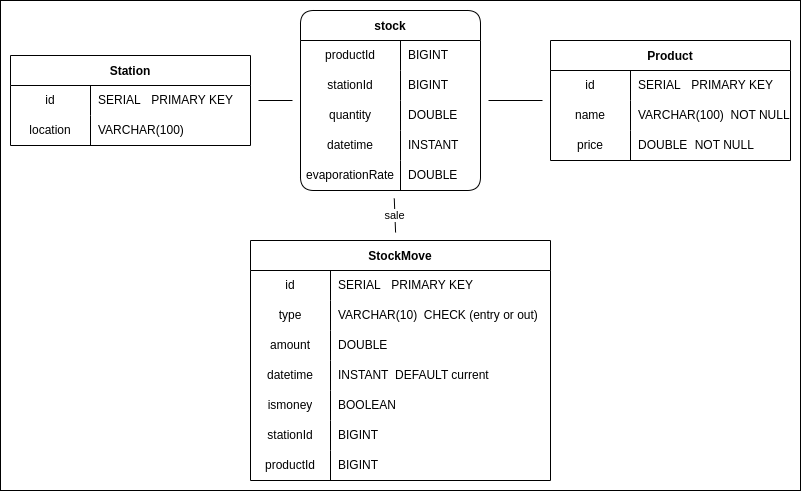 Station
id SERIAL PRIMARY KEY
location VARCHAR(100)
stock
productId BIGINT
stationId BIGINT
quantity DOUBLE
datetime INSTANT
evaporationRate DOUBLE
Product
id SERIAL PRIMARY KEY
name VARCHAR(100) NOT NULL
price DOUBLE NOT NULL
sale
StockMove
id SERIAL PRIMARY KEY
type VARCHAR(10) CHECK (entry or out)
amount DOUBLE
datetime INSTANT DEFAULT current
ismoney BOOLEAN
stationId BIGINT
productId BIGINT